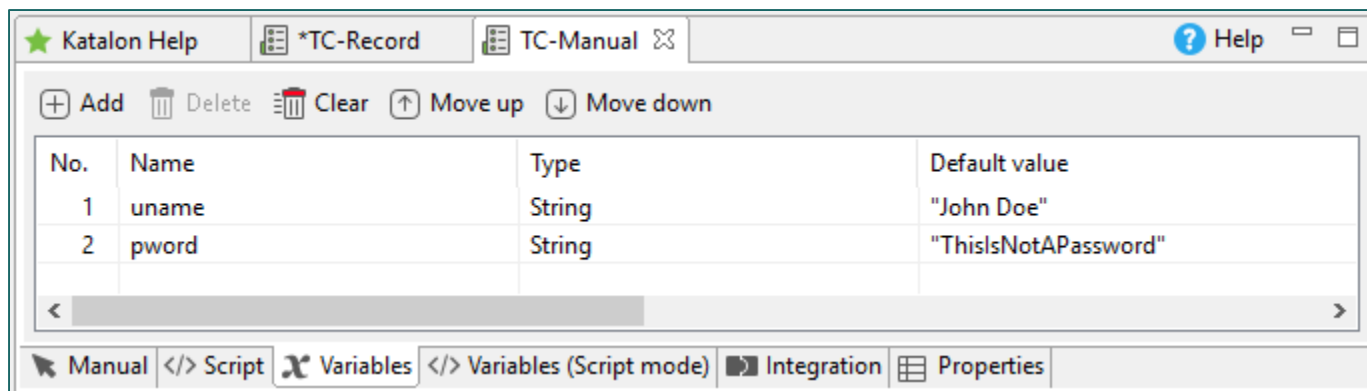 Katalon Help *TC-Record TC-Manual Help
Add Delete Clear Move up Move down
No. Name Type Default value
1 uname String "John Doe"
2 pword String "ThisIsNotAPassword"
Manual </> Script x Variables </> Variables (Script mode) Integration Properties